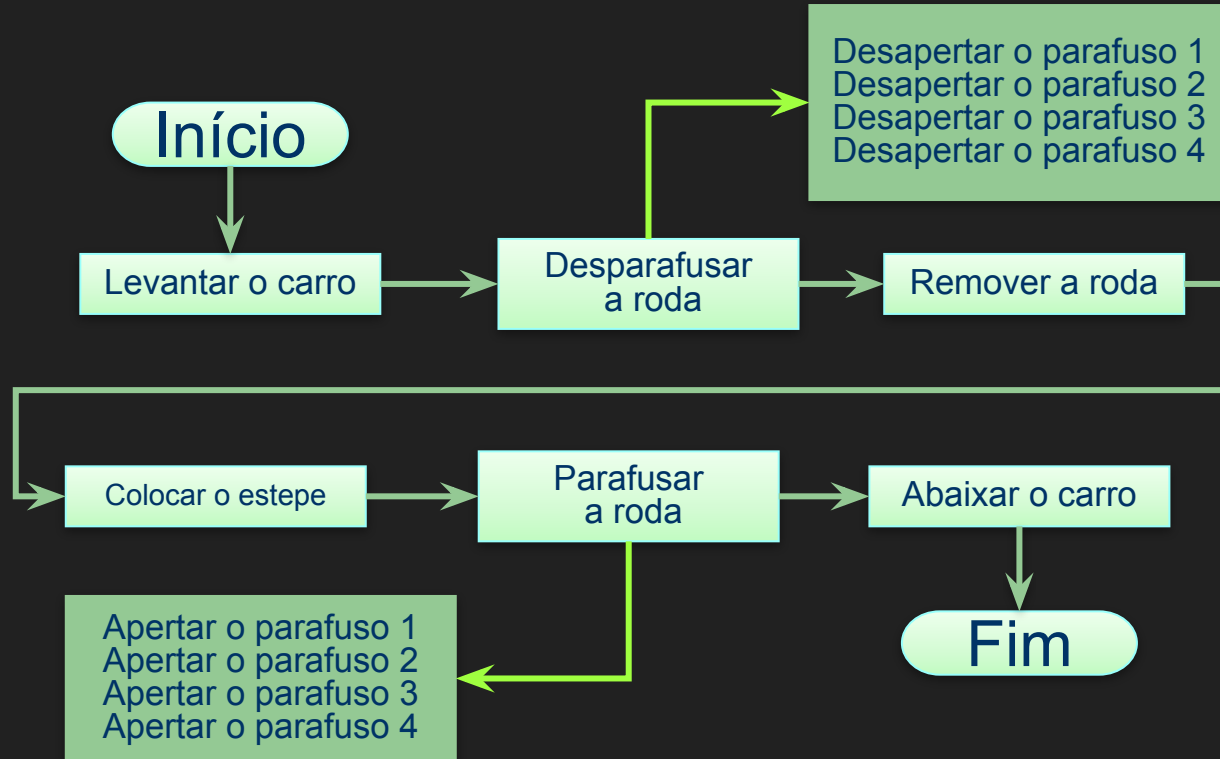 Início
Desapertar o parafuso 1
Desapertar o parafuso 2
Desapertar o parafuso 3
Desapertar o parafuso 4
Levantar o carro
Desparafusar
a roda
Remover a roda
Colocar o estepe
Parafusar
a roda
Abaixar o carro
Apertar o parafuso 1
Apertar o parafuso 2
Apertar o parafuso 3
Apertar o parafuso 4
Fim